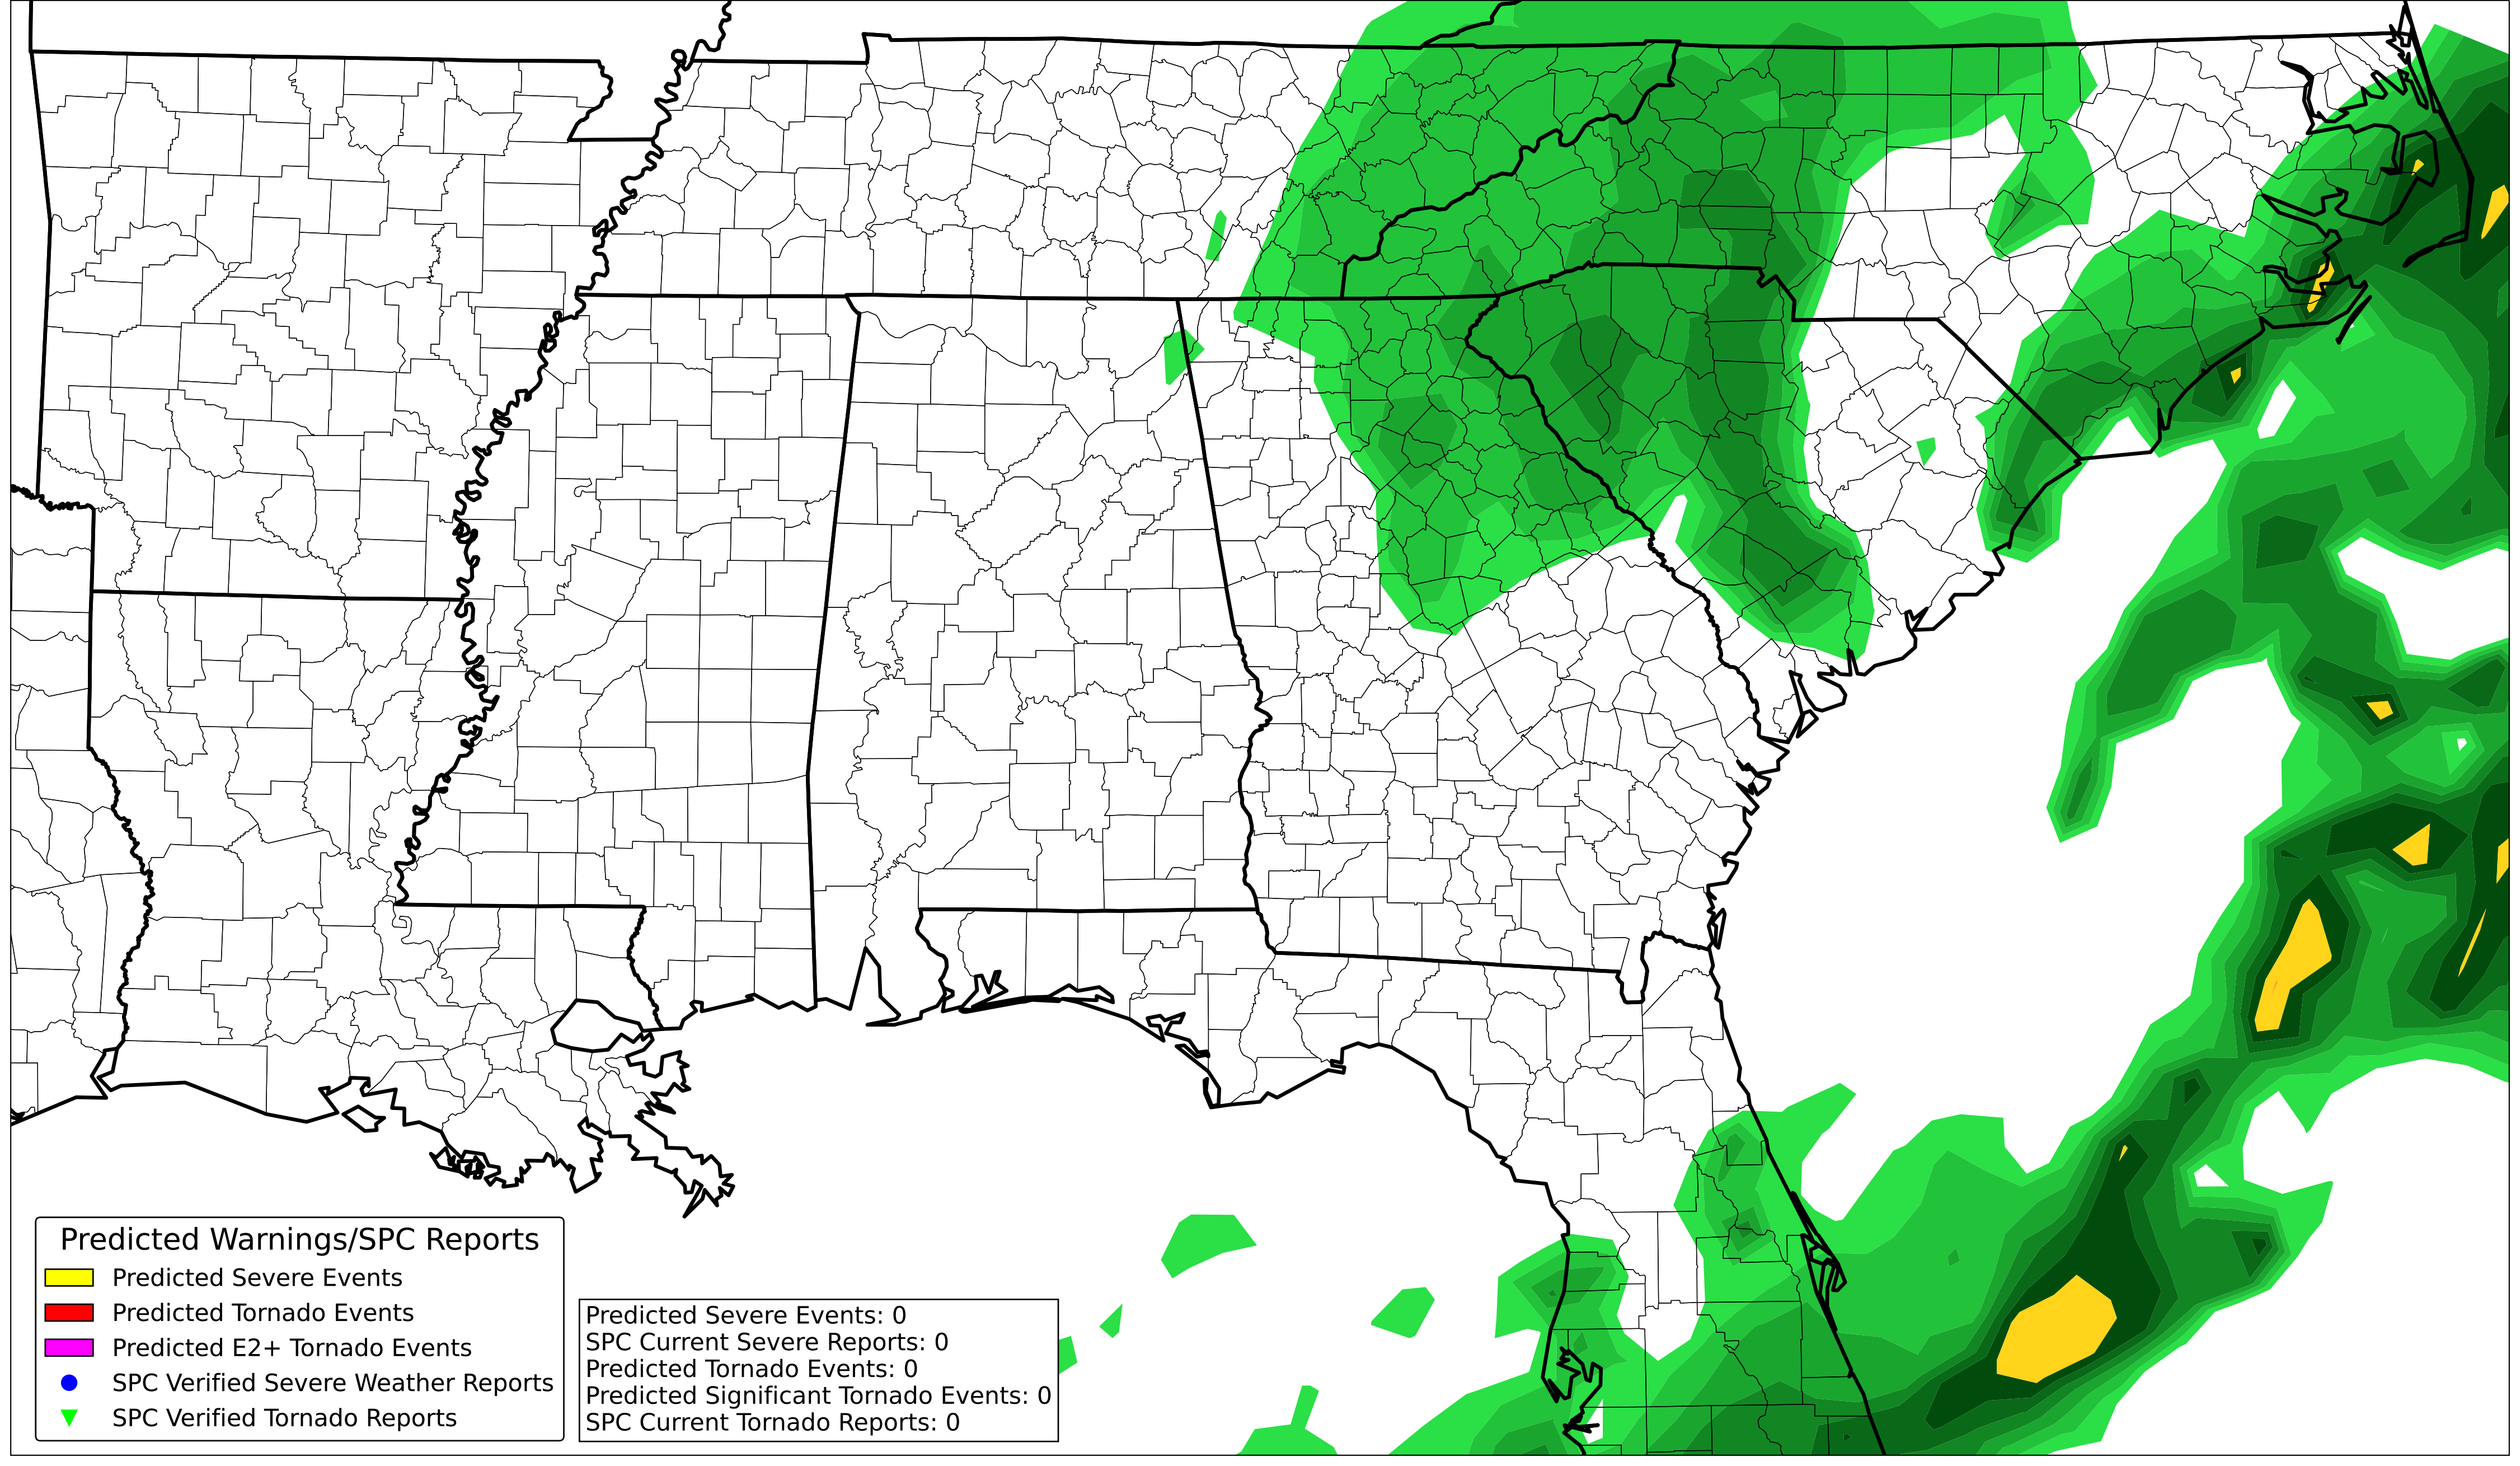 Predicted Warnings/SPC Reports
Predicted Severe Events
Predicted Tornado Events
Predicted E2+ Tornado Events
SPC Verified Severe Weather Reports
SPC Verified Tornado Reports
Predicted Severe Events: 0
SPC Current Severe Reports: 0
Predicted Tornado Events: 0
Predicted Significant Tornado Events: 0
SPC Current Tornado Reports: 0